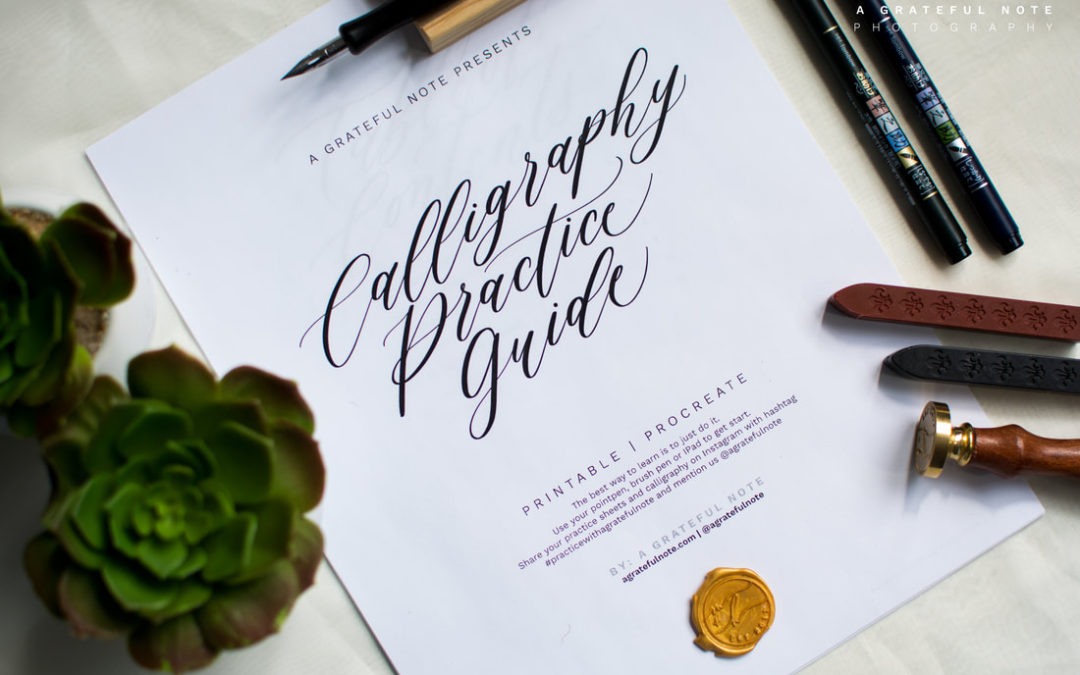 A GRATEFUL NOTE
PHOTOGRAPHY
A GRATEFUL NOTE PRESENTS
Calligraphy
Practice
Guide
PRINTABLE | PROCREATE
The best way to learn is to just do it.
Use your pointpen, brush pen or iPad to get start.
Share your practice sheets and calligraphy on Instagram with hashtag
#practicewithagratefulnote and mention us @agratefulnote
BY: A GRATEFUL NOTE
agratefulnote.com | @agratefulnote